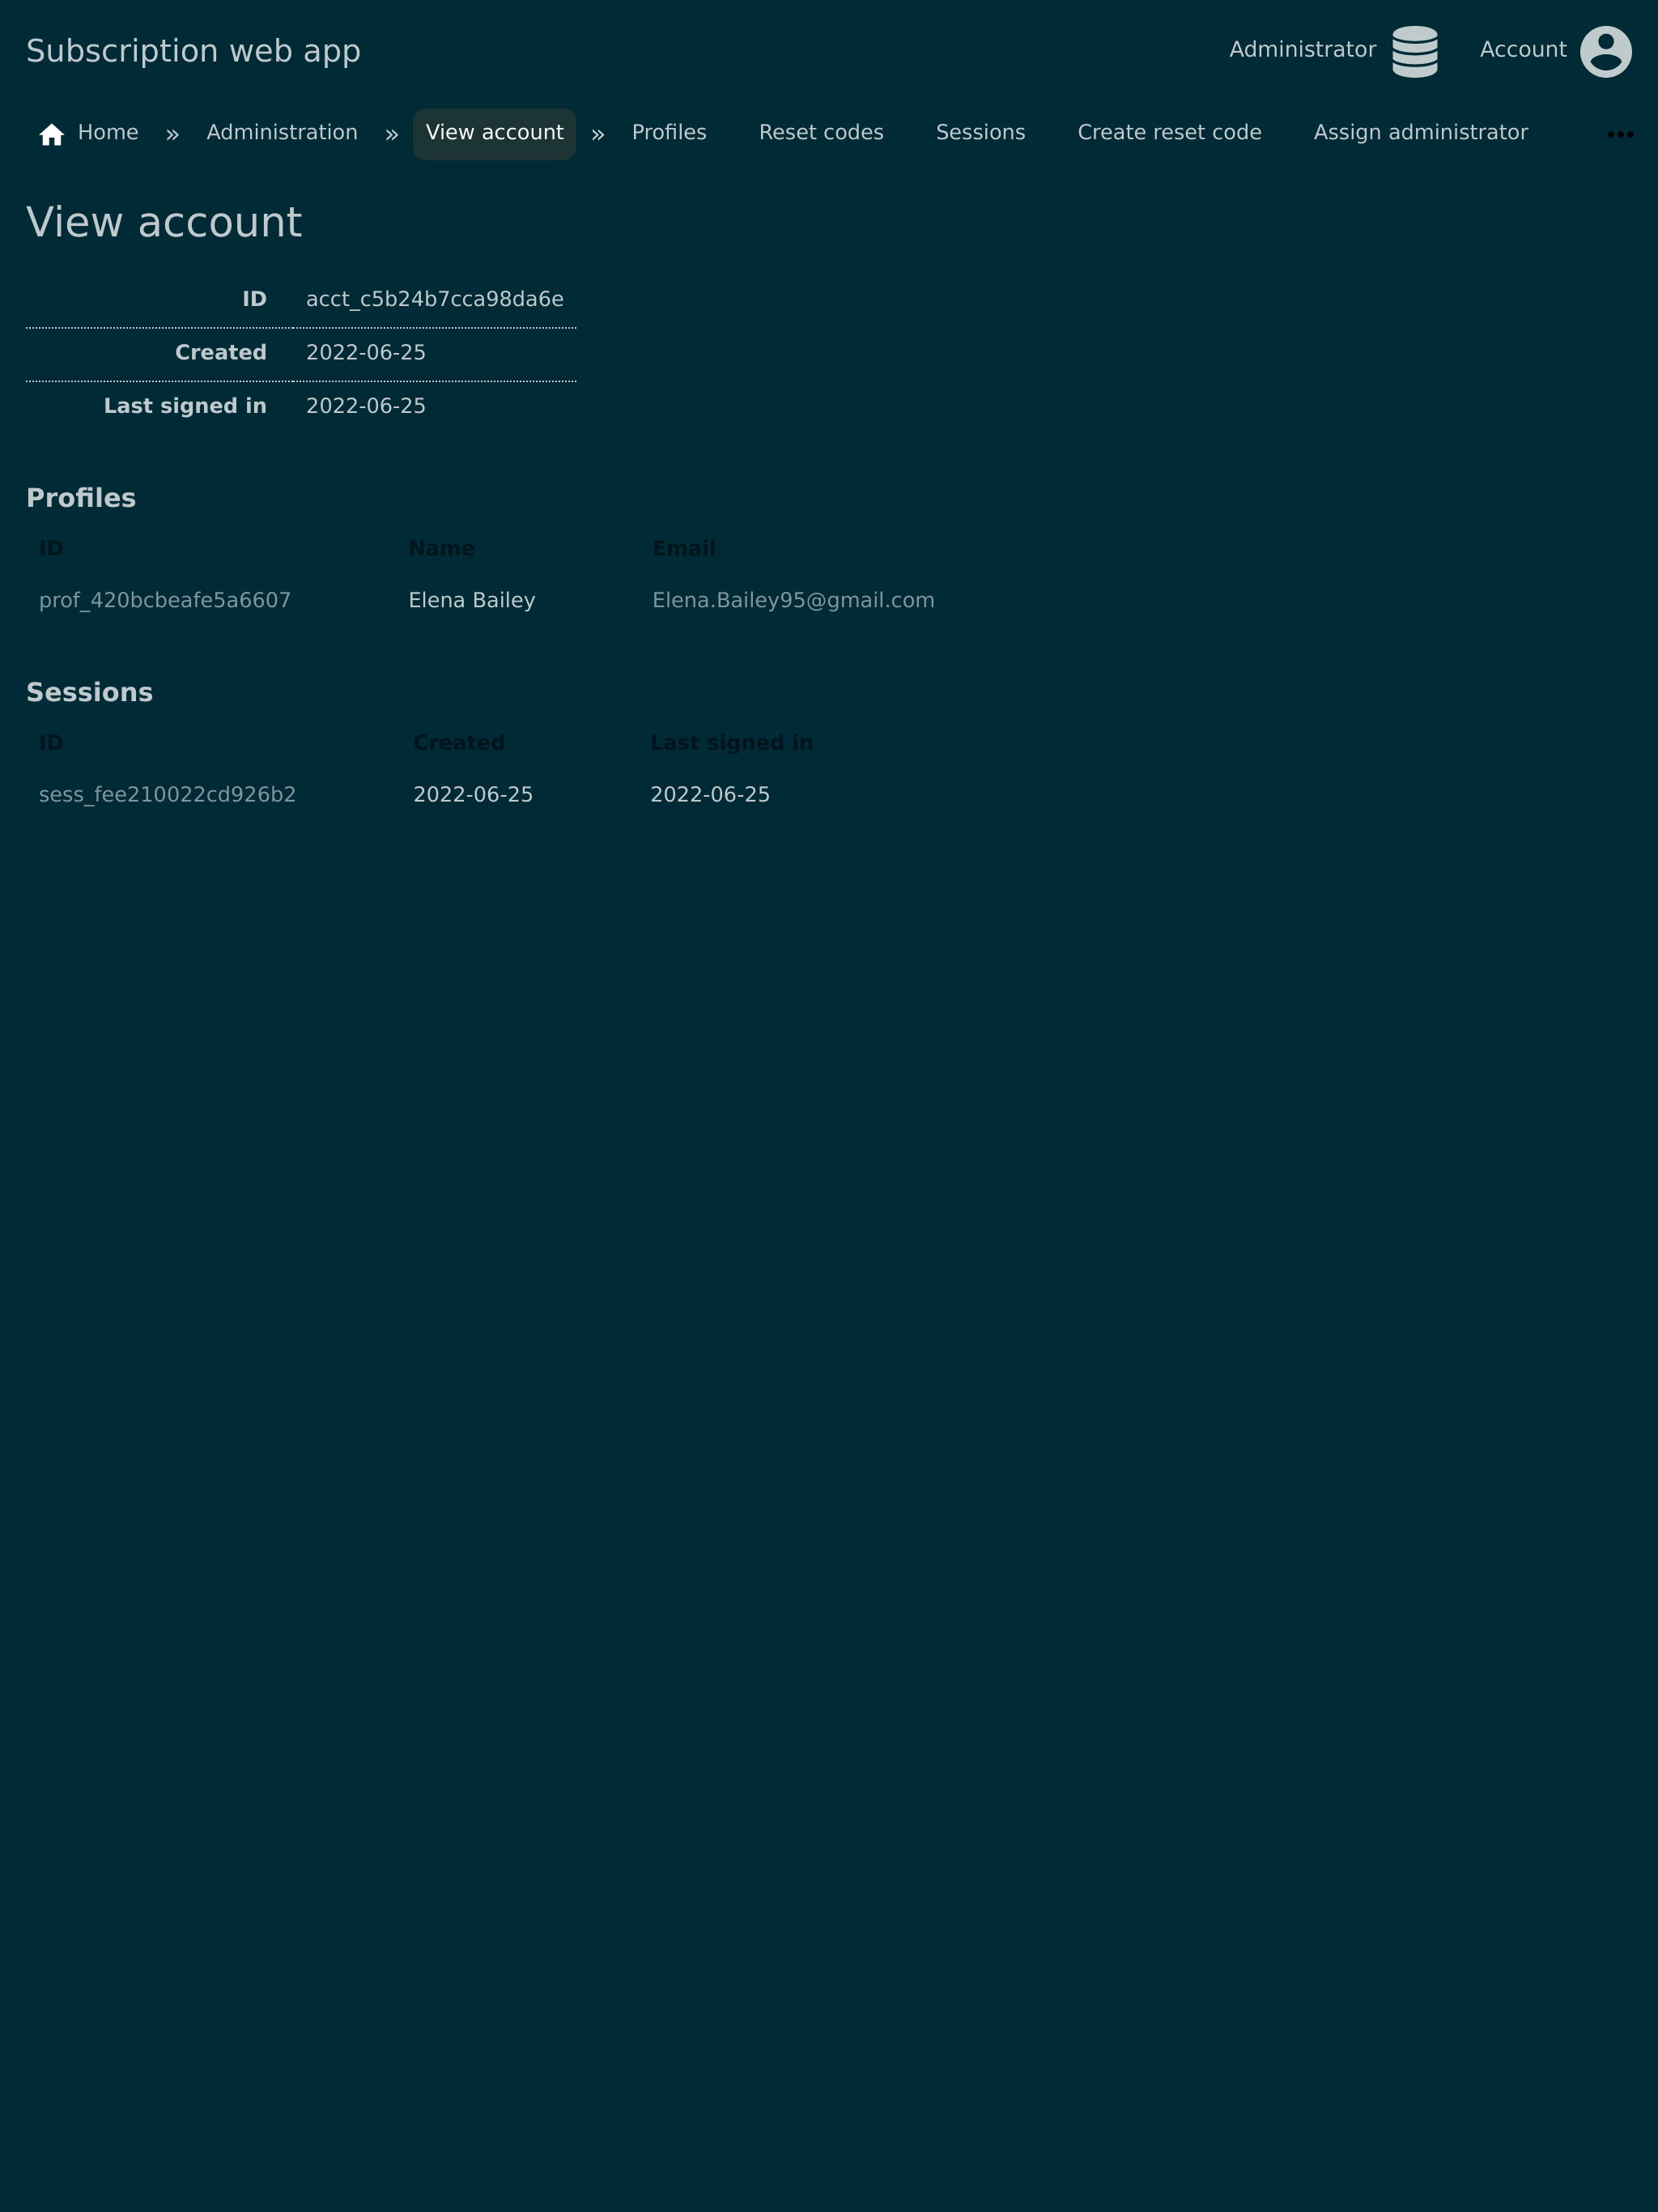 Subscription web app Administrator Account
Home » Administration » View account » Profiles Reset codes Sessions Create reset code Assign administrator •••
View account
ID acct_c5b24b7cca98da6e
Created 2022-06-25
Last signed in 2022-06-25
Profiles
ID Name Email
prof_420bcbeafe5a6607 Elena Bailey Elena.Bailey95@gmail.com
Sessions
ID Created Last signed in
sess_fee210022cd926b2 2022-06-25 2022-06-25